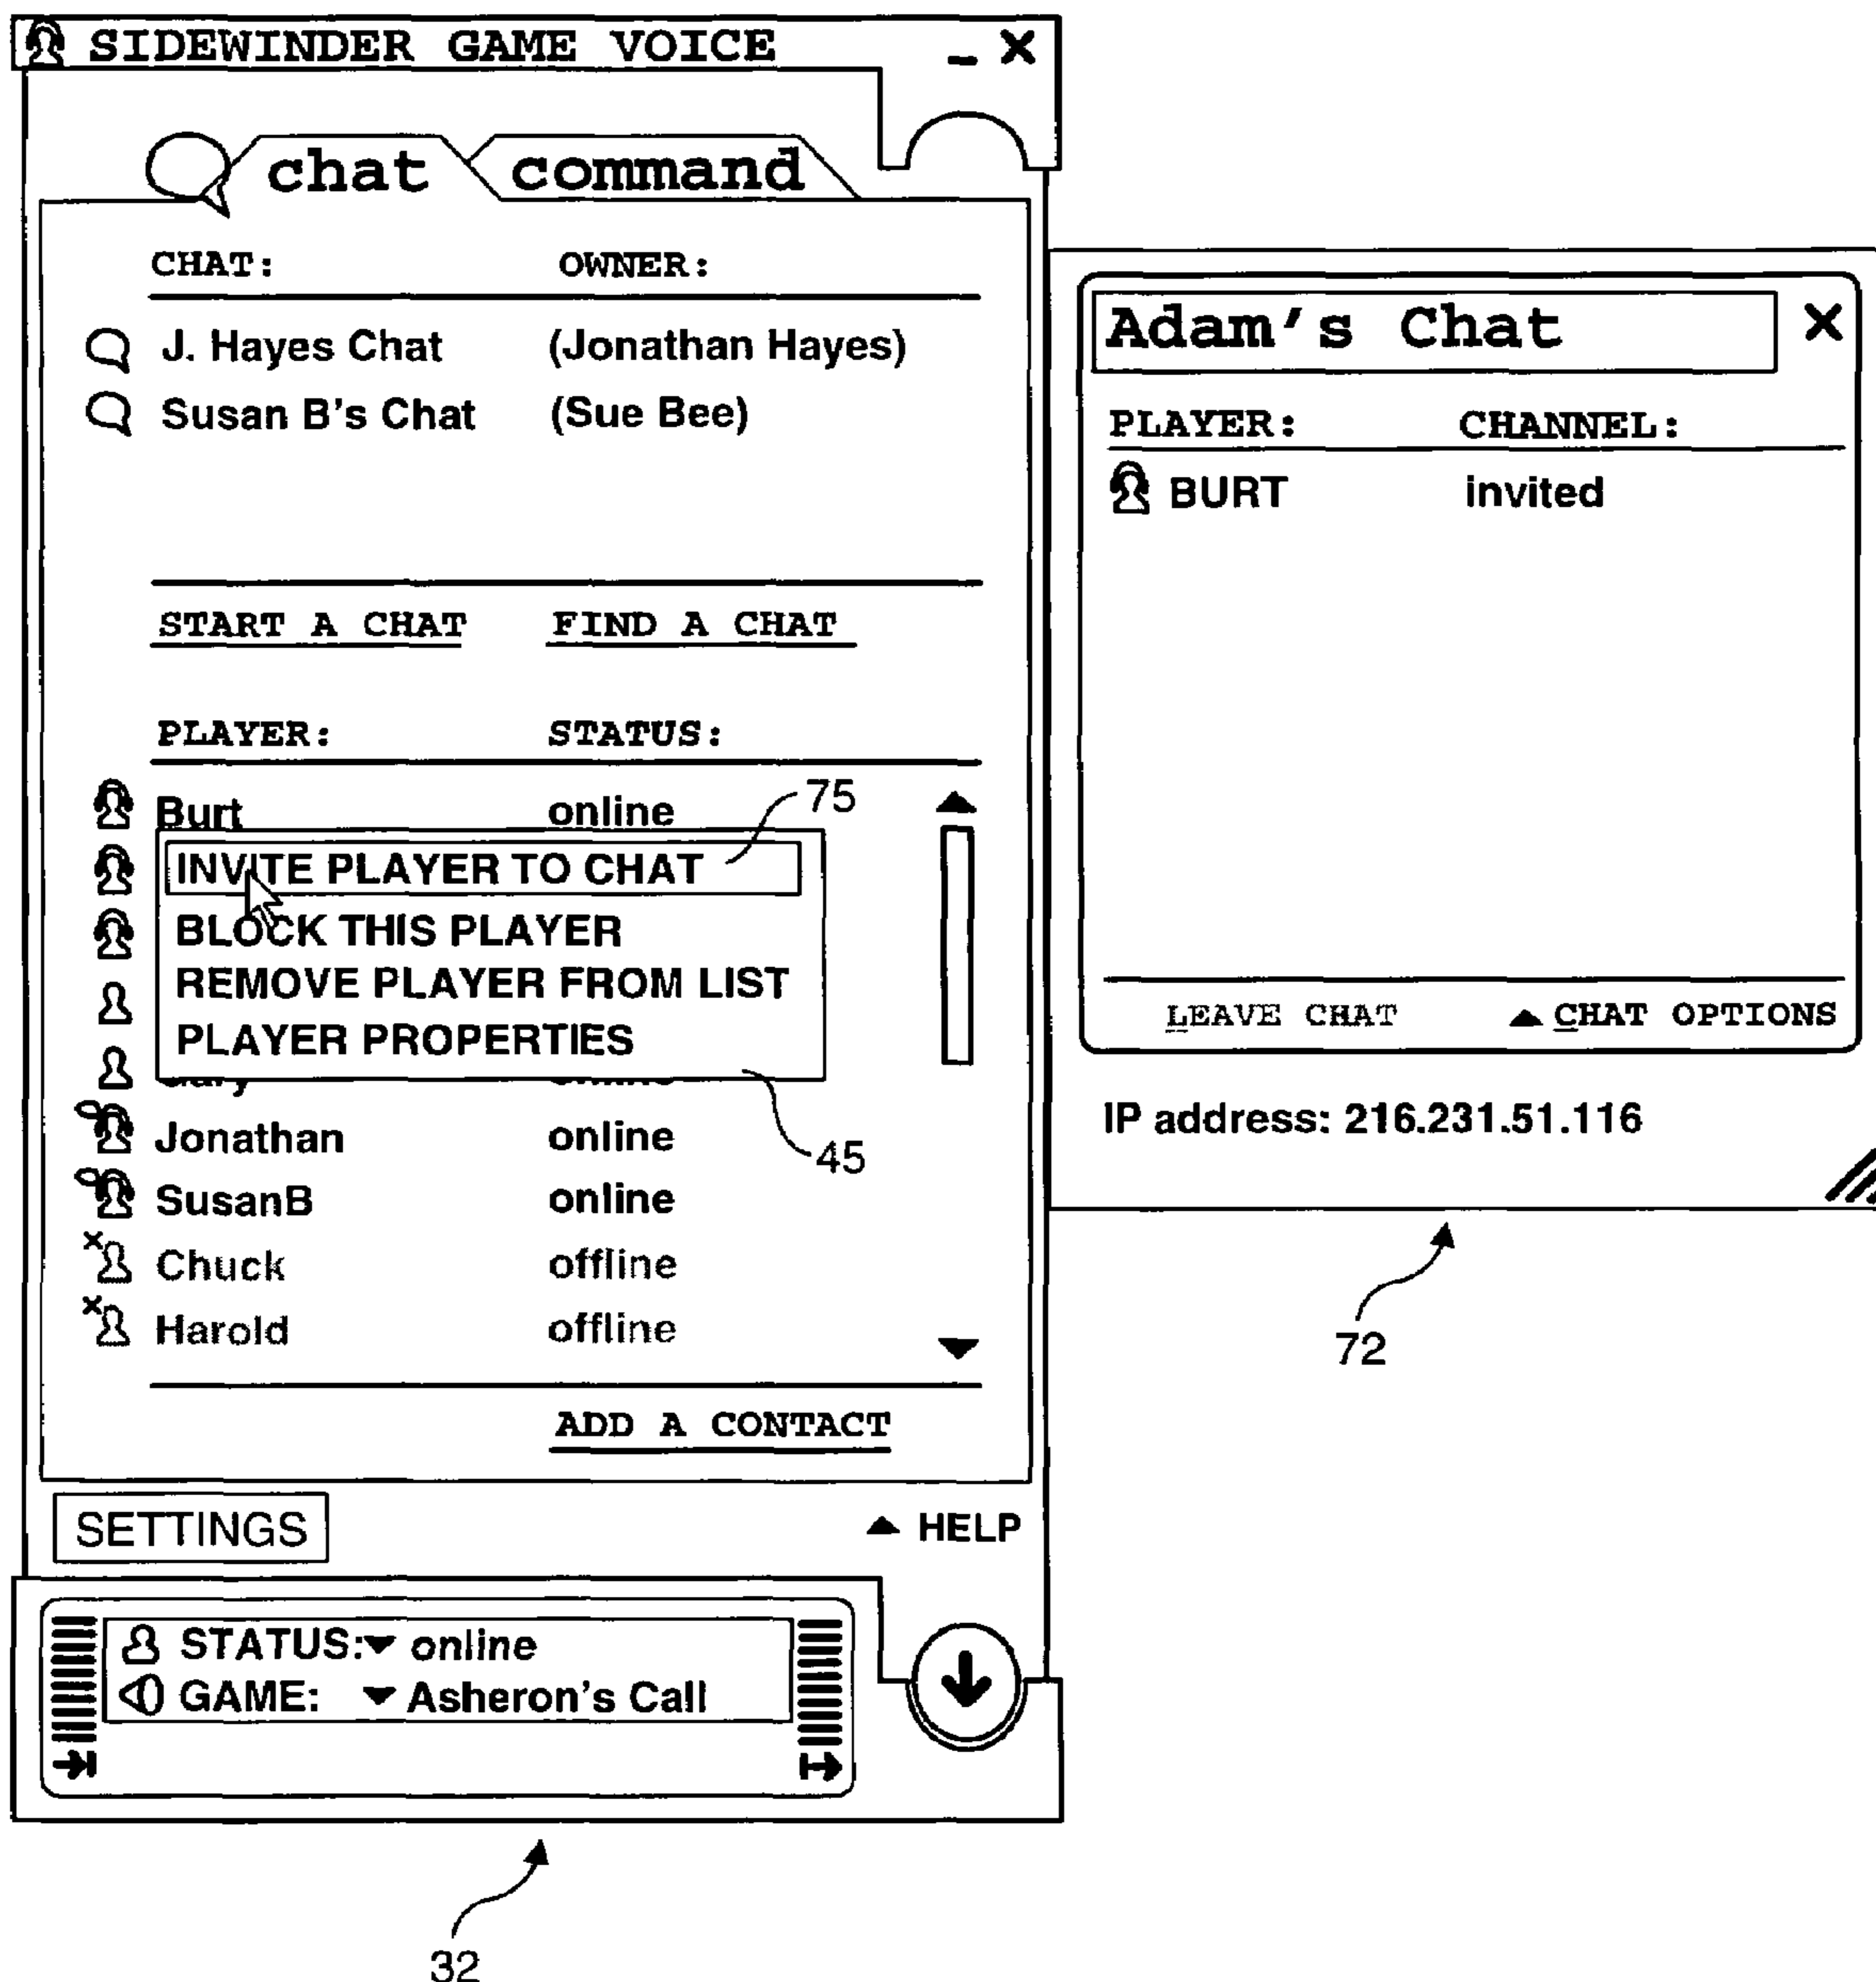 SIDEWINDER GAME VOICE
chat command
CHAT: OWNER:
J. Hayes Chat (Jonathan Hayes)
Susan B's Chat (Sue Bee)
START A CHAT FIND A CHAT
PLAYER: STATUS:
Burt online
75
INVITE PLAYER TO CHAT
BLOCK THIS PLAYER
REMOVE PLAYER FROM LIST
PLAYER PROPERTIES
45
Jonathan online
SusanB online
Chuck offline
Harold offline
ADD A CONTACT
SETTINGS HELP
STATUS: online
GAME: Asheron's Call
32
Adam's Chat X
PLAYER: CHANNEL:
BURT invited
LEAVE CHAT CHAT OPTIONS
IP address: 216.231.51.116
72